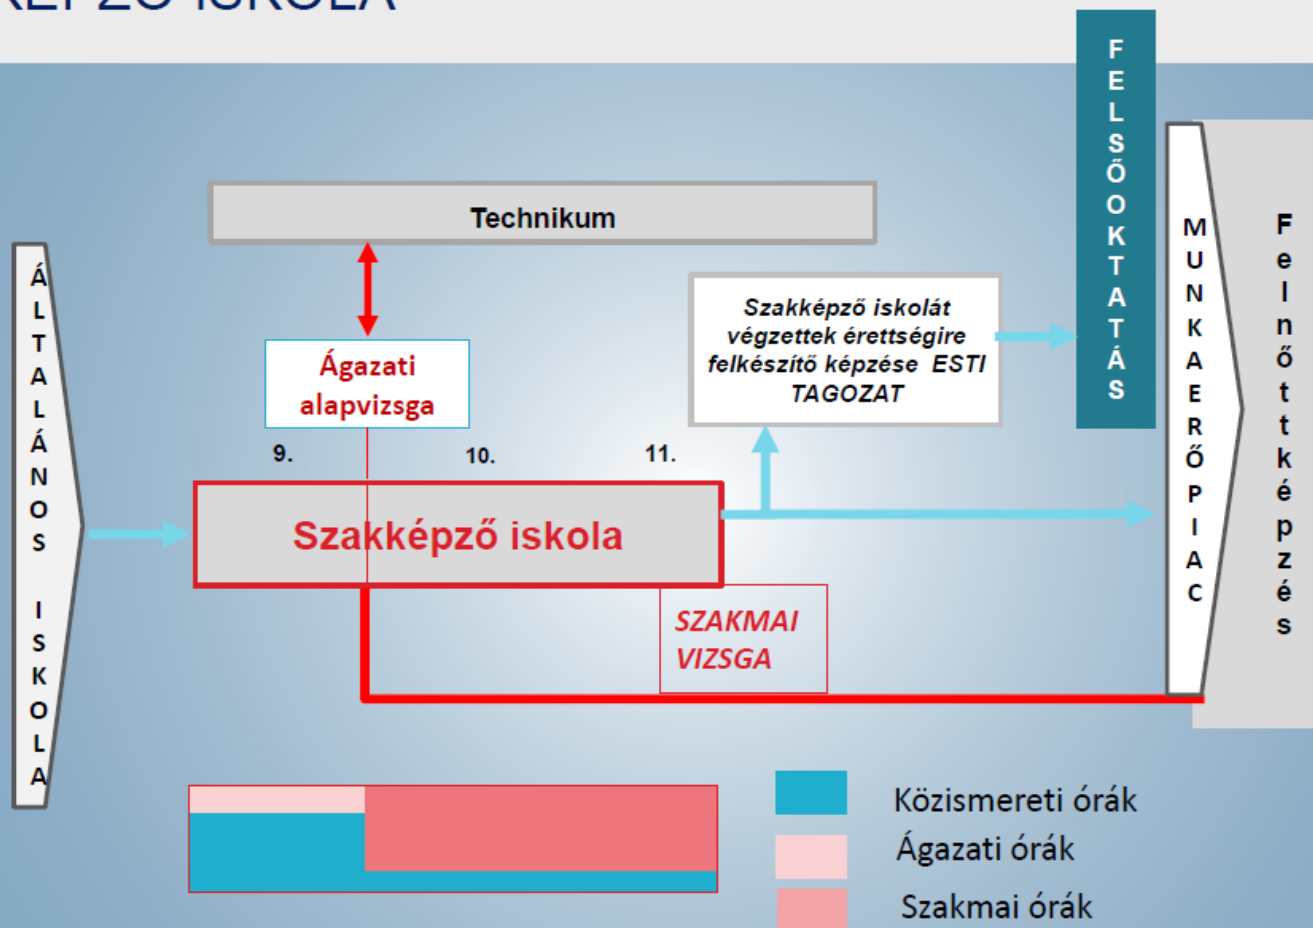 ISKOLA
FELSŐOKTATÁS
Technikum
ÁLTALÁNOS ISKOLA
MUNKAERŐPIAC
Felnőttképzés
Szakképző iskolát
végzettek érettségire
felkészítő képzése ESTI
TAGOZAT
Ágazati
alapvizsga
9.
10.
11.
Szakképző iskola
SZAKMAI
VIZSGA
Közismereti órák
Ágazati órák
Szakmai órák